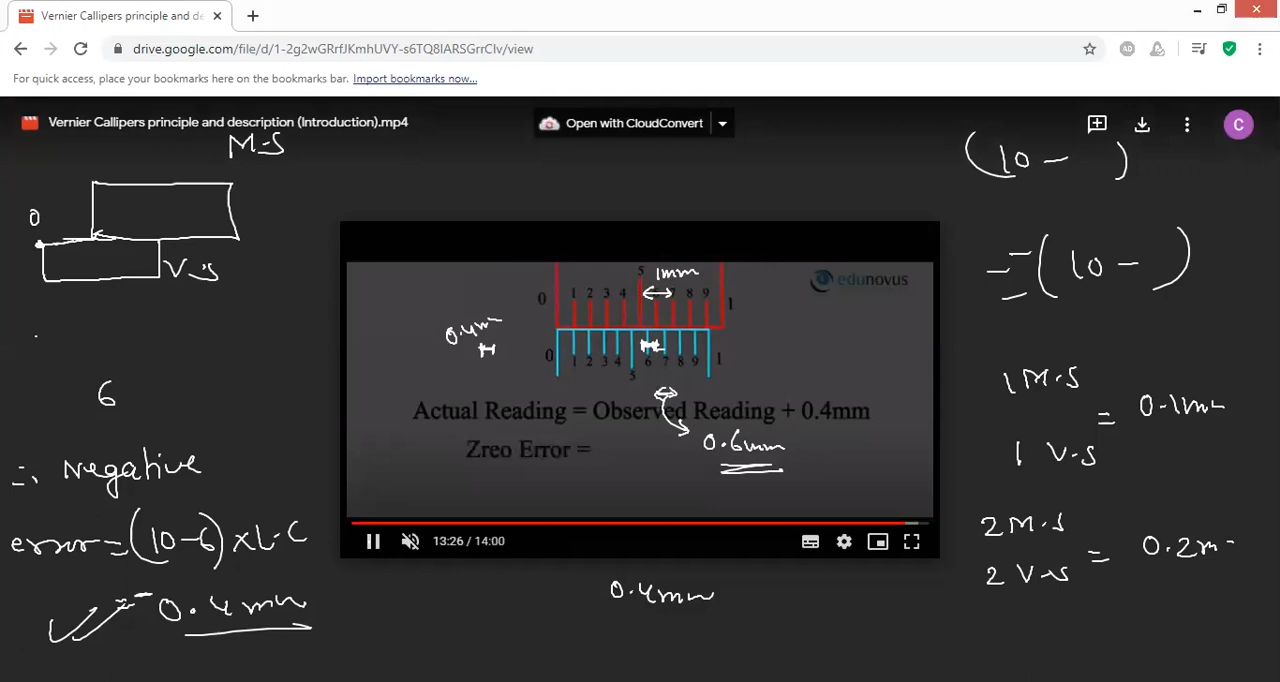 Vernier Callipers principle and de
drive.google.com/file/d/1-2g2wGRrfJKmhUVY-s6TQ8lARSGrrClv/view
For quick access, place your bookmarks here on the bookmarks bar. Import bookmarks now...
Vernier Callipers principle and description (Introduction).mp4
Open with CloudConvert
C
M-S
0
V-S
(10 - )
= (10 - )
edunovus
1mm
5
0 1 2 3 4 7 8 9 1
0.4m
0 1 2 3 4 6 7 8 9 1
5
Actual Reading = Observed Reading + 0.4mm
Zreo Error =
0.6mm
13:26 / 14:00
0.4mm
6
∴ Negative
error = (10-6) x L-C
= - 0.4 mm
1 M-S
= 0.1mm
1 V-S
2 M-S
= 0.2m
2 V-S